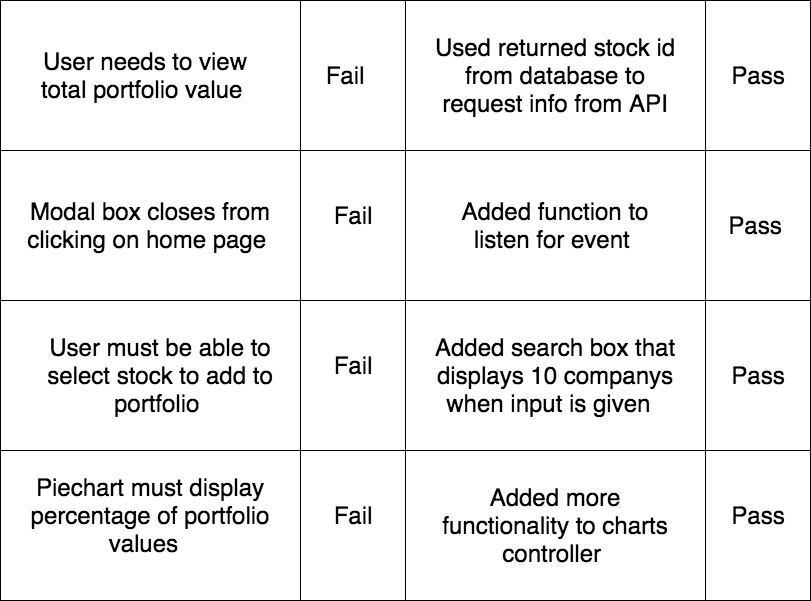 User needs to view
total portfolio value
Fail
Used returned stock id
from database to
request info from API
Pass
Modal box closes from
clicking on home page
Fail
Added function to
listen for event
Pass
User must be able to
select stock to add to
portfolio
Fail
Added search box that
displays 10 companys
when input is given
Pass
Piechart must display
percentage of portfolio
values
Fail
Added more
functionality to charts
controller
Pass